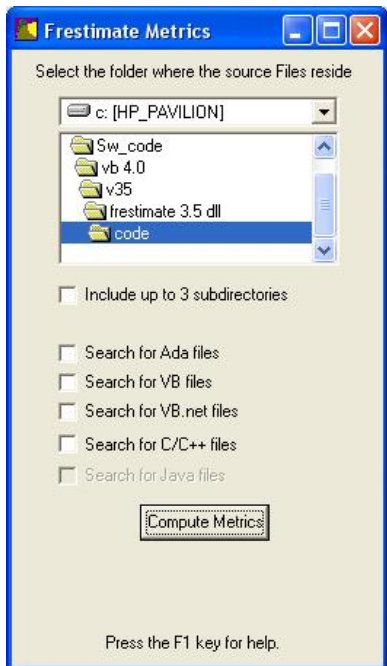 Frestimate Metrics
Select the folder where the source Files reside
c: [HP_PAVILION]
Sw_code
vb 4.0
v35
frestimate 3.5 dll
code
Include up to 3 subdirectories
Search for Ada files
Search for VB files
Search for VB.net files
Search for C/C++ files
Search for Java files
Compute Metrics
Press the F1 key for help.